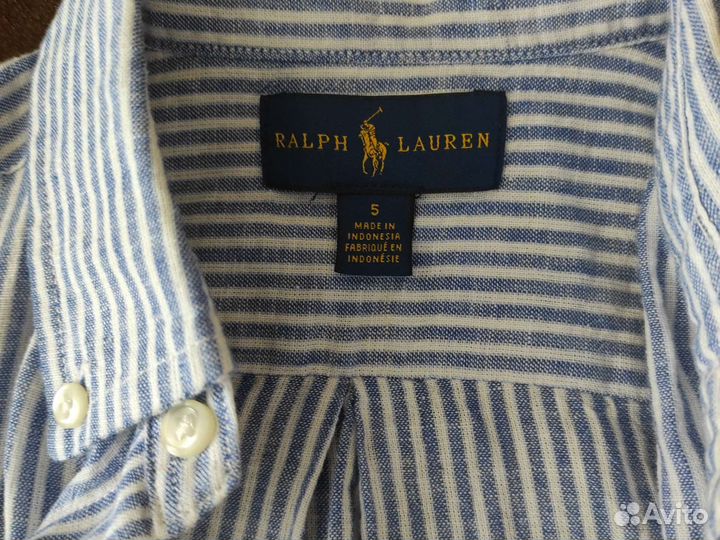 RALPH LAUREN
5
MADE IN
INDONESIA
FABRIQUÉ EN
INDONÉSIE
Avito